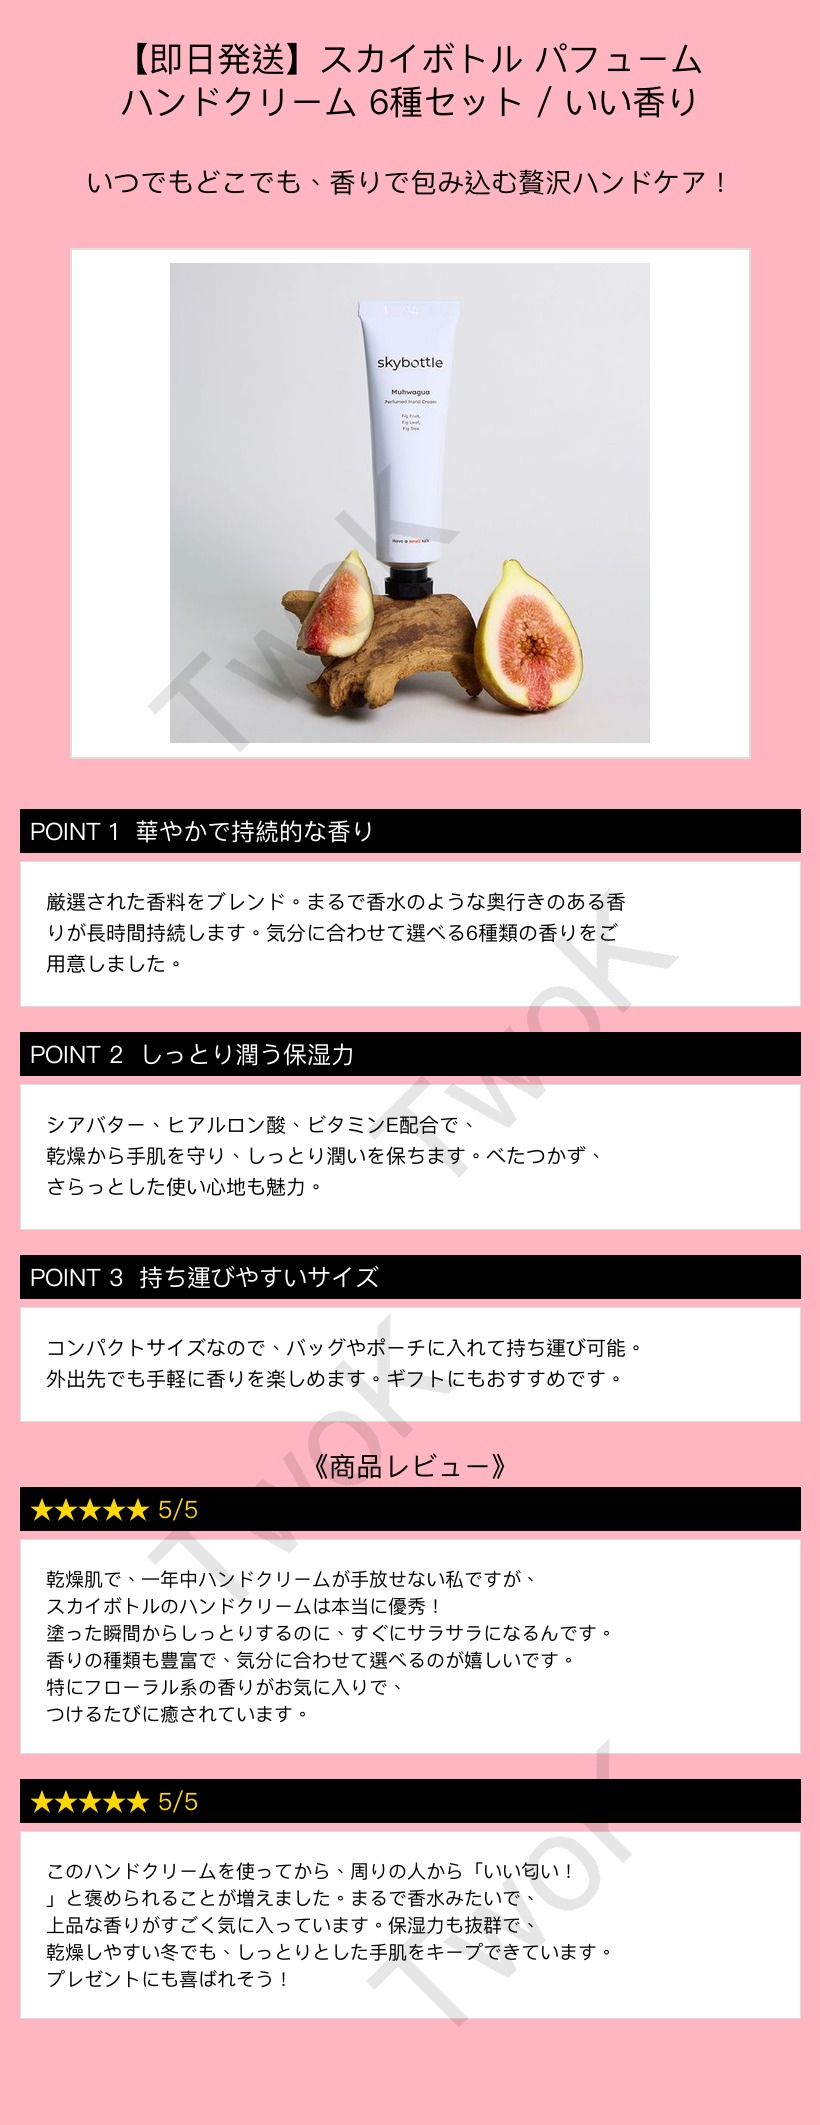 【即日発送】スカイボトル パフューム
ハンドクリーム 6種セット / いい香り
いつでもどこでも、香りで包み込む贅沢ハンドケア！
skybottle
Muhwagua
Perfumed Hand Cream
Fig Fruit,
Fig Leaf,
Fig Tree
Have a small talk
TwoK
POINT 1 華やかで持続的な香り
厳選された香料をブレンド。まるで香水のような奥行きのある香
りが長時間持続します。気分に合わせて選べる6種類の香りをご
用意しました。
TwoK
POINT 2 しっとり潤う保湿力
シアバター、ヒアルロン酸、ビタミンE配合で、
乾燥から手肌を守り、しっとり潤いを保ちます。べたつかず、
さらっとした使い心地も魅力。
POINT 3 持ち運びやすいサイズ
コンパクトサイズなので、バッグやポーチに入れて持ち運び可能。
外出先でも手軽に香りを楽しめます。ギフトにもおすすめです。
TwoK
《商品レビュー》
★★★★★ 5/5
乾燥肌で、一年中ハンドクリームが手放せない私ですが、
スカイボトルのハンドクリームは本当に優秀！
塗った瞬間からしっとりするのに、すぐにサラサラになるんです。
香りの種類も豊富で、気分に合わせて選べるのが嬉しいです。
特にフローラル系の香りがお気に入りで、
つけるたびに癒されています。
★★★★★ 5/5
このハンドクリームを使ってから、周りの人から「いい匂い！
」と褒められることが増えました。まるで香水みたいで、
上品な香りがすごく気に入っています。保湿力も抜群で、
乾燥しやすい冬でも、しっとりとした手肌をキープできています。
プレゼントにも喜ばれそう！
TwoK